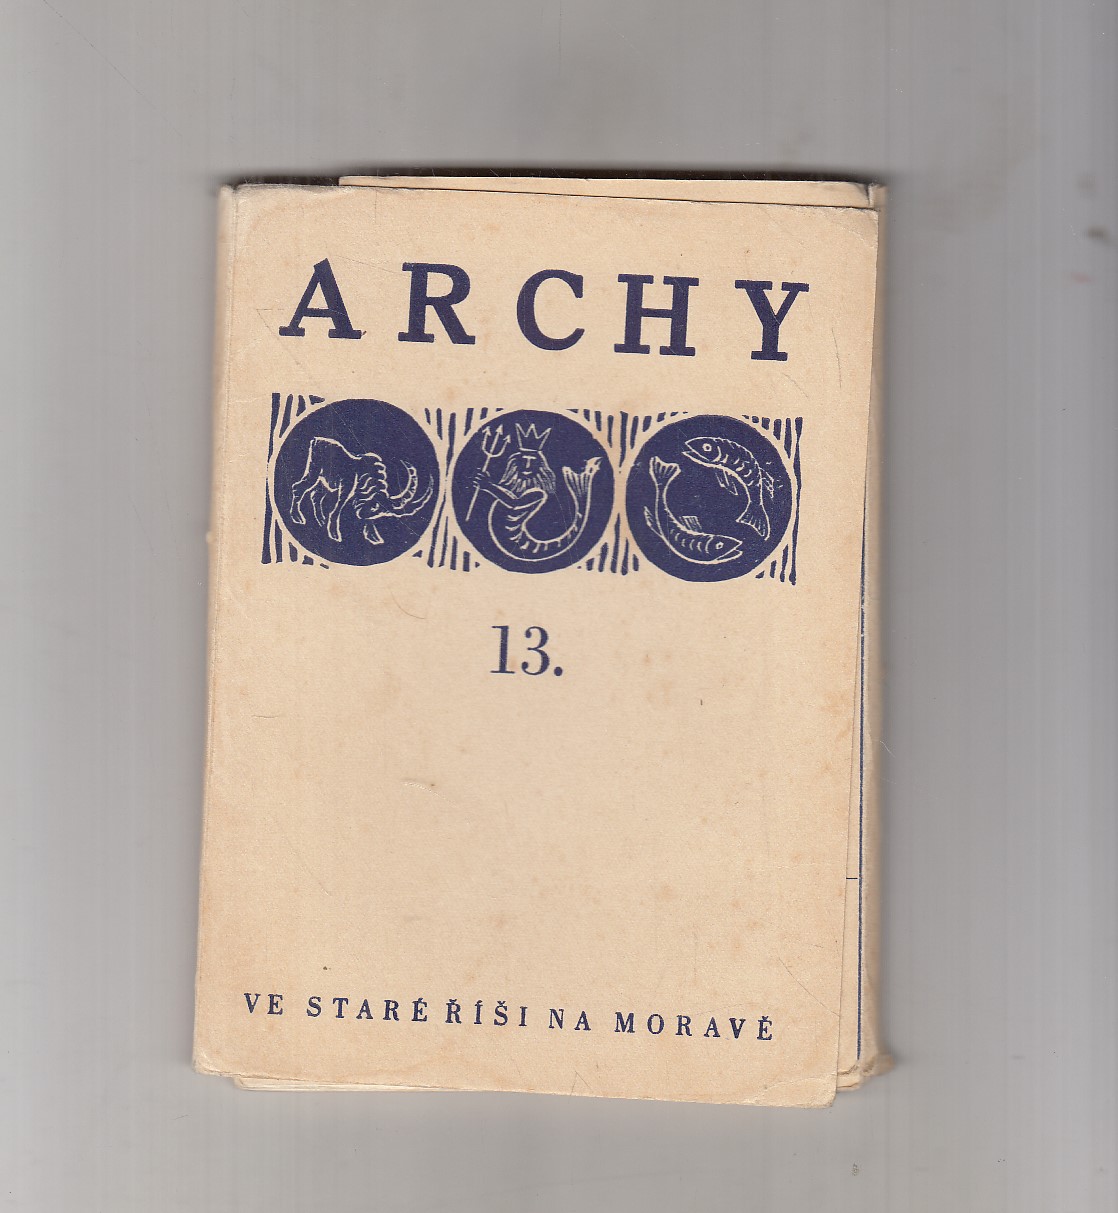 ARCHY
13.
VE STARÉ ŘÍŠI NA MORAVĚ